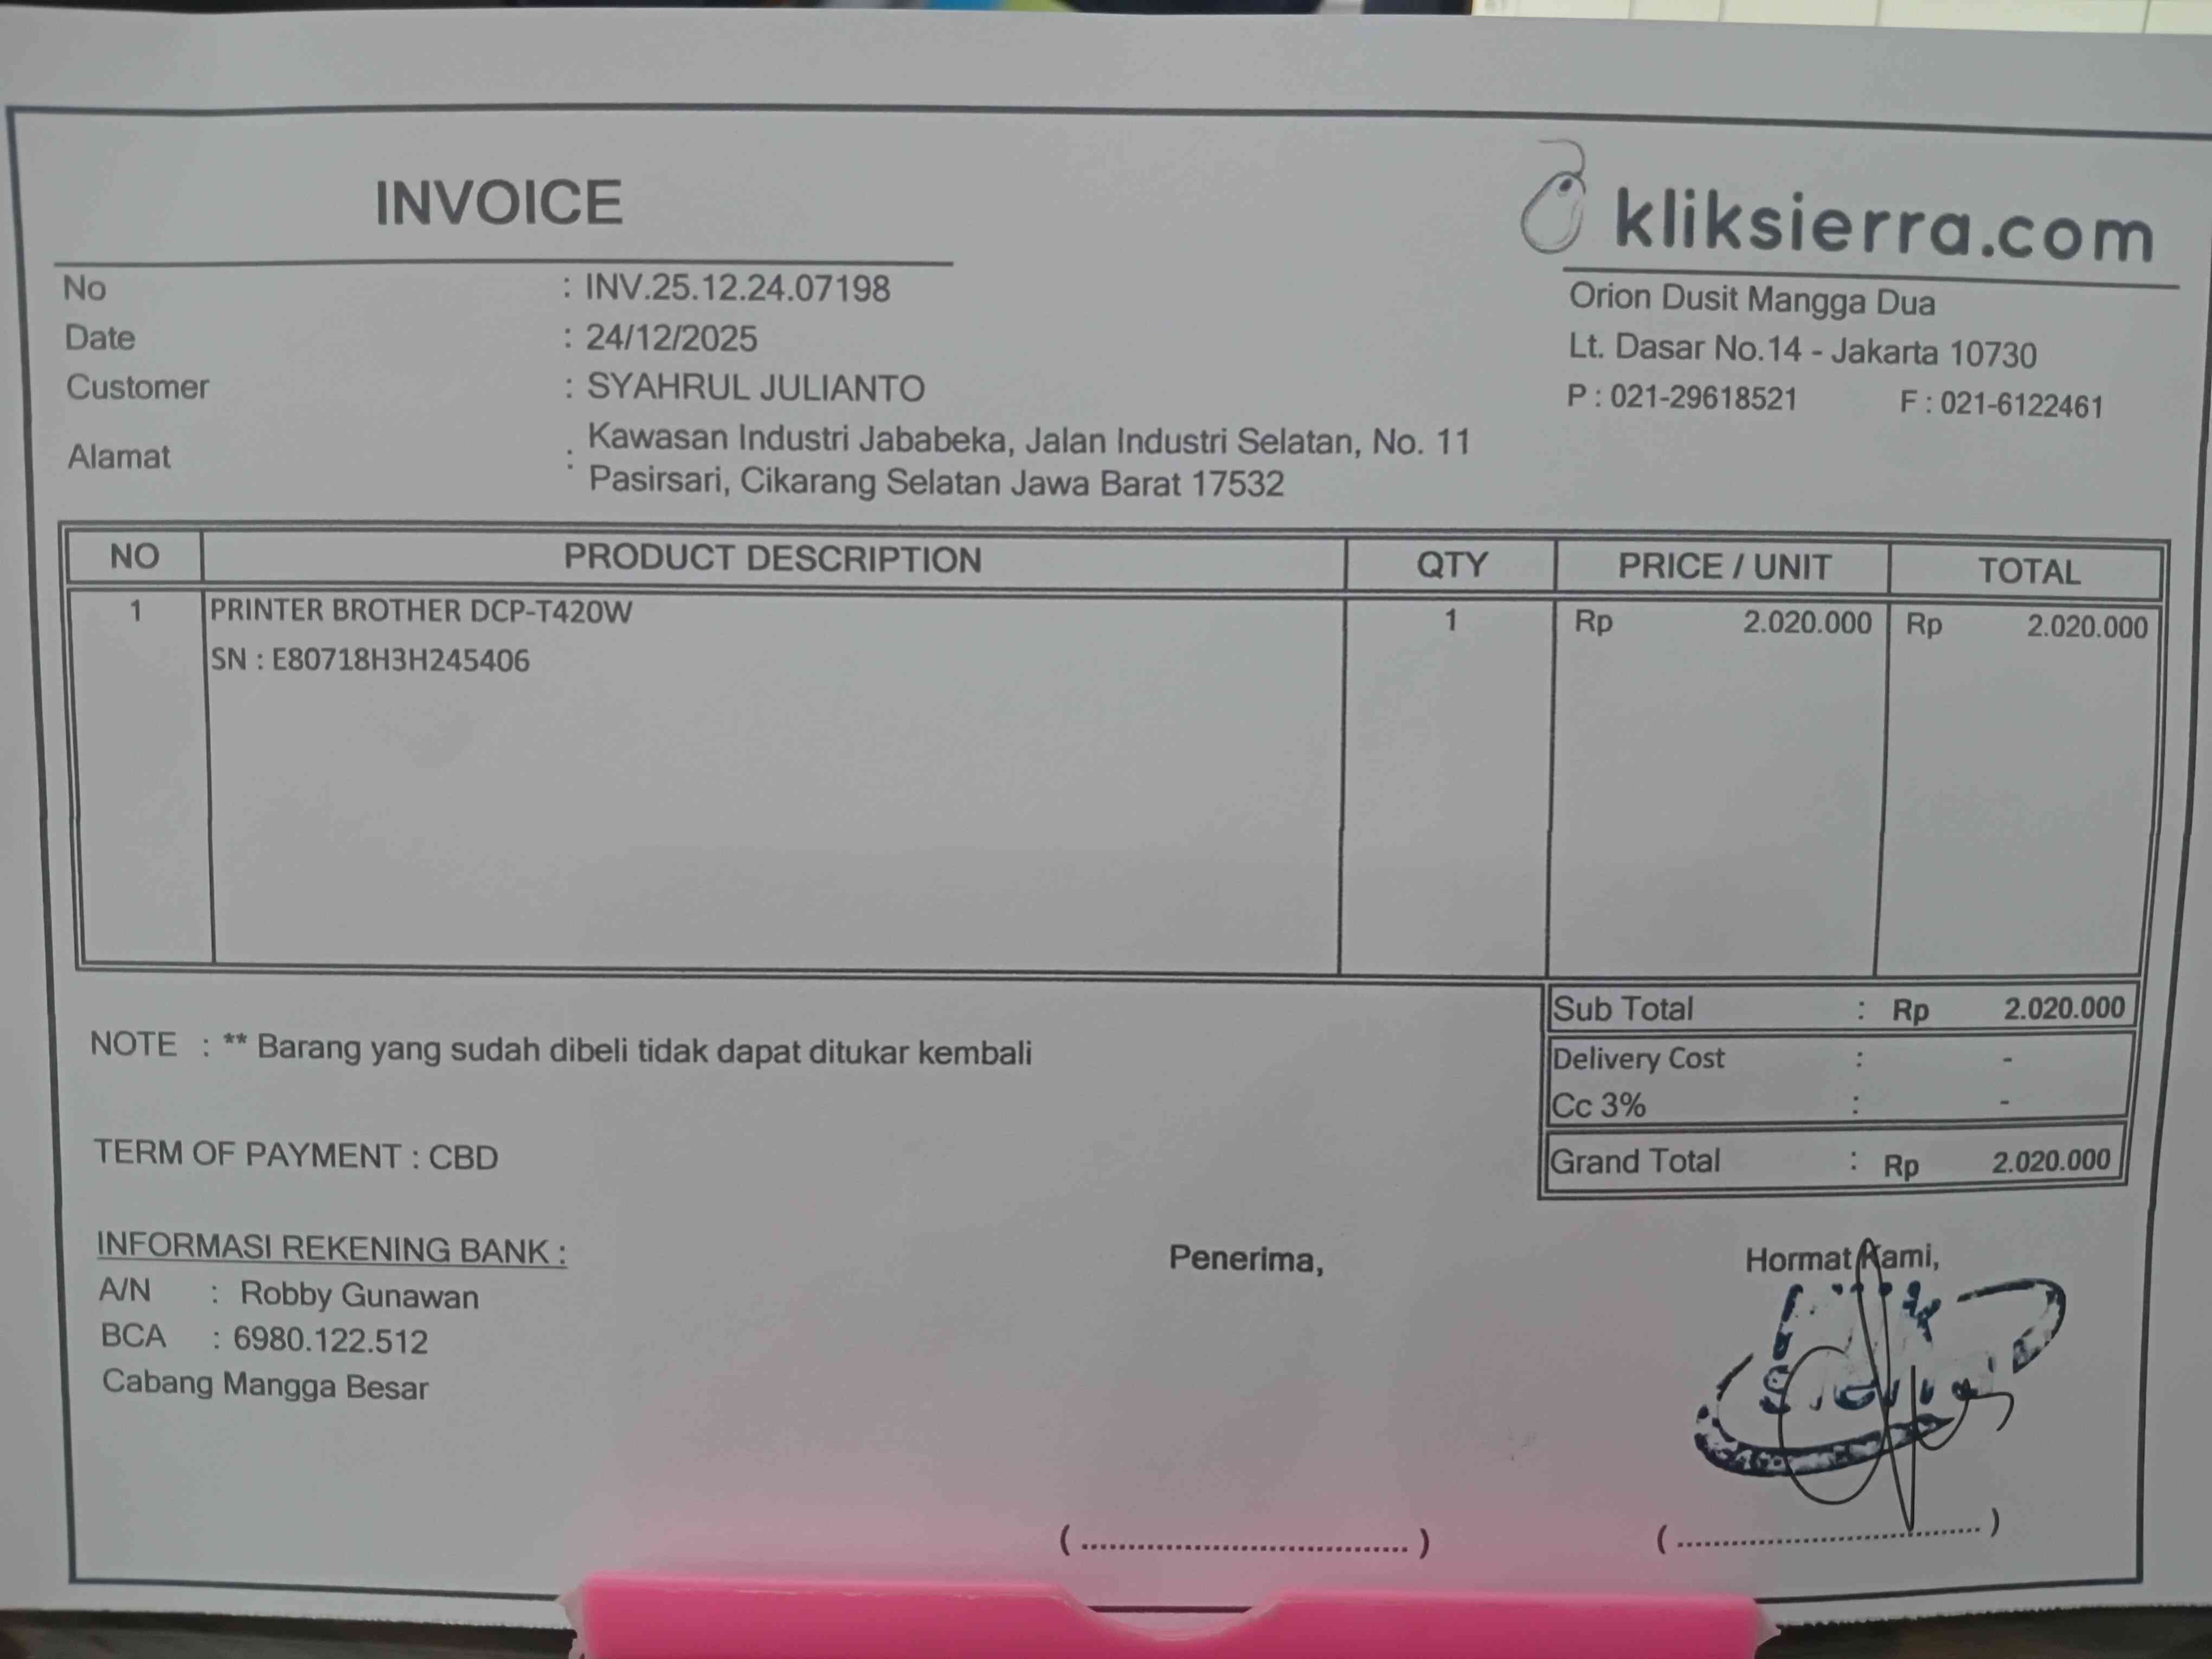 INVOICE
kliksierra.com
Orion Dusit Mangga Dua
Lt. Dasar No.14 - Jakarta 10730
P : 021-29618521 F : 021-6122461
No : INV.25.12.24.07198
Date : 24/12/2025
Customer : SYAHRUL JULIANTO
Alamat : Kawasan Industri Jababeka, Jalan Industri Selatan, No. 11
Pasirsari, Cikarang Selatan Jawa Barat 17532
NO PRODUCT DESCRIPTION QTY PRICE / UNIT TOTAL
1 PRINTER BROTHER DCP-T420W 1 Rp 2.020.000 Rp 2.020.000
SN : E80718H3H245406
Sub Total : Rp 2.020.000
Delivery Cost : -
Cc 3% : -
Grand Total : Rp 2.020.000
NOTE : ** Barang yang sudah dibeli tidak dapat ditukar kembali
TERM OF PAYMENT : CBD
INFORMASI REKENING BANK :
A/N : Robby Gunawan
BCA : 6980.122.512
Cabang Mangga Besar
Penerima,
Hormat Kami,
(....................................)
(....................................)